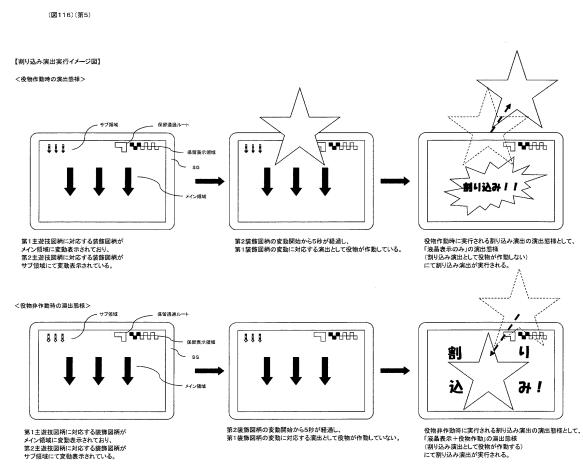 (図116)(第5)
【割り込み演出実行イメージ図】
＜役物作動時の演出態様＞
サブ領域
保留通過ルート
保留表示領域
SG
メイン領域
割り込み！！
第1主遊技図柄に対応する装飾図柄が
メイン領域に変動表示されており、
第2主遊技図柄に対応する装飾図柄が
サブ領域にて変動表示されている。
第2装飾図柄の変動開始から5秒が経過し、
第1装飾図柄の変動に対応する演出として役物が作動している。
役物作動時に実行される割り込み演出の演出態様として、
「液晶表示のみ」の演出態様
（割り込み演出として役物が作動しない）
にて割り込み演出が実行される。
＜役物非作動時の演出態様＞
サブ領域
保留通過ルート
保留表示領域
SG
メイン領域
割り
込み！
第1主遊技図柄に対応する装飾図柄が
メイン領域に変動表示されており、
第2主遊技図柄に対応する装飾図柄が
サブ領域にて変動表示されている。
第2装飾図柄の変動開始から5秒が経過し、
第1装飾図柄の変動に対応する演出として役物が作動していない。
役物非作動時に実行される割り込み演出の演出態様として、
「液晶表示＋役物作動」の演出態様
（割り込み演出として役物が作動する）
にて割り込み演出が実行される。